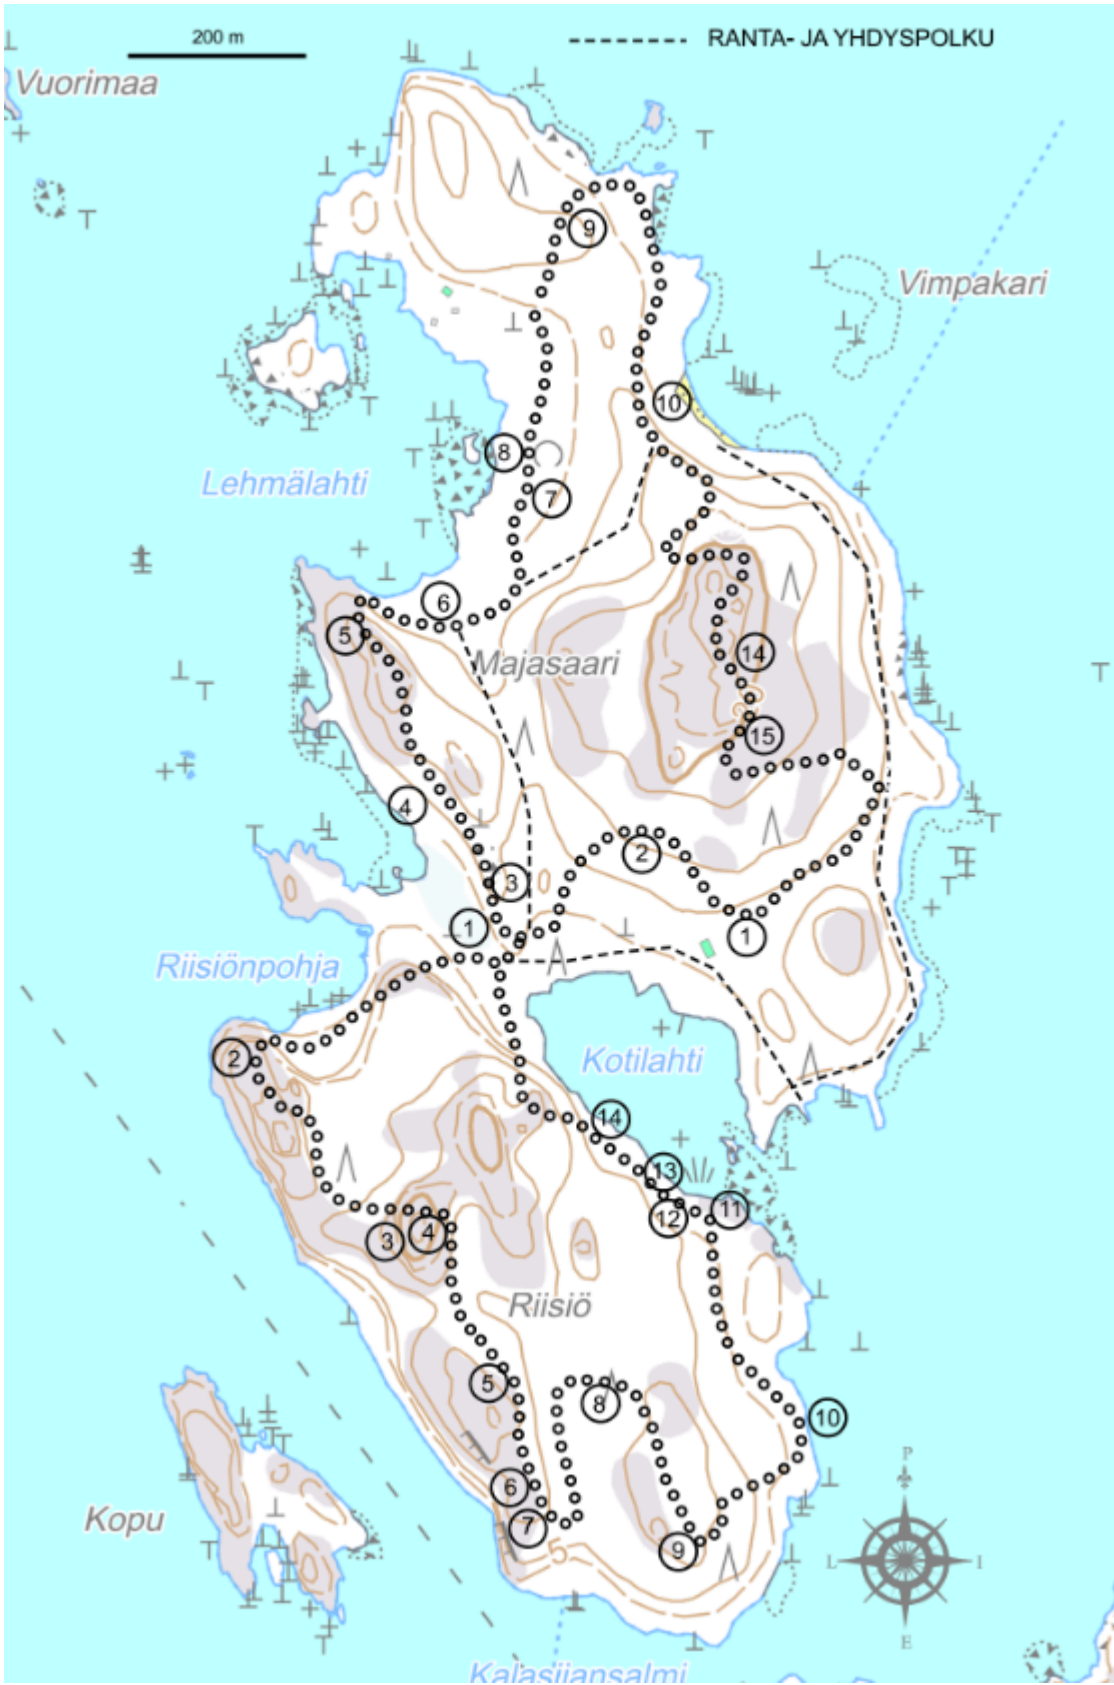 200 m
RANTA- JA YHDYSPOLKU
Vuorimaa
9
Vimpakari
10
8
Lehmälahti
7
6
5
Majasaari
14
15
4
2
3
1
1
Riisiönpohja
2
Kotilahti
14
13
11
12
3
4
Riisiö
5
8
10
P
6
Kopu
7
5
9
L
I
E
Kalasjiansalmi